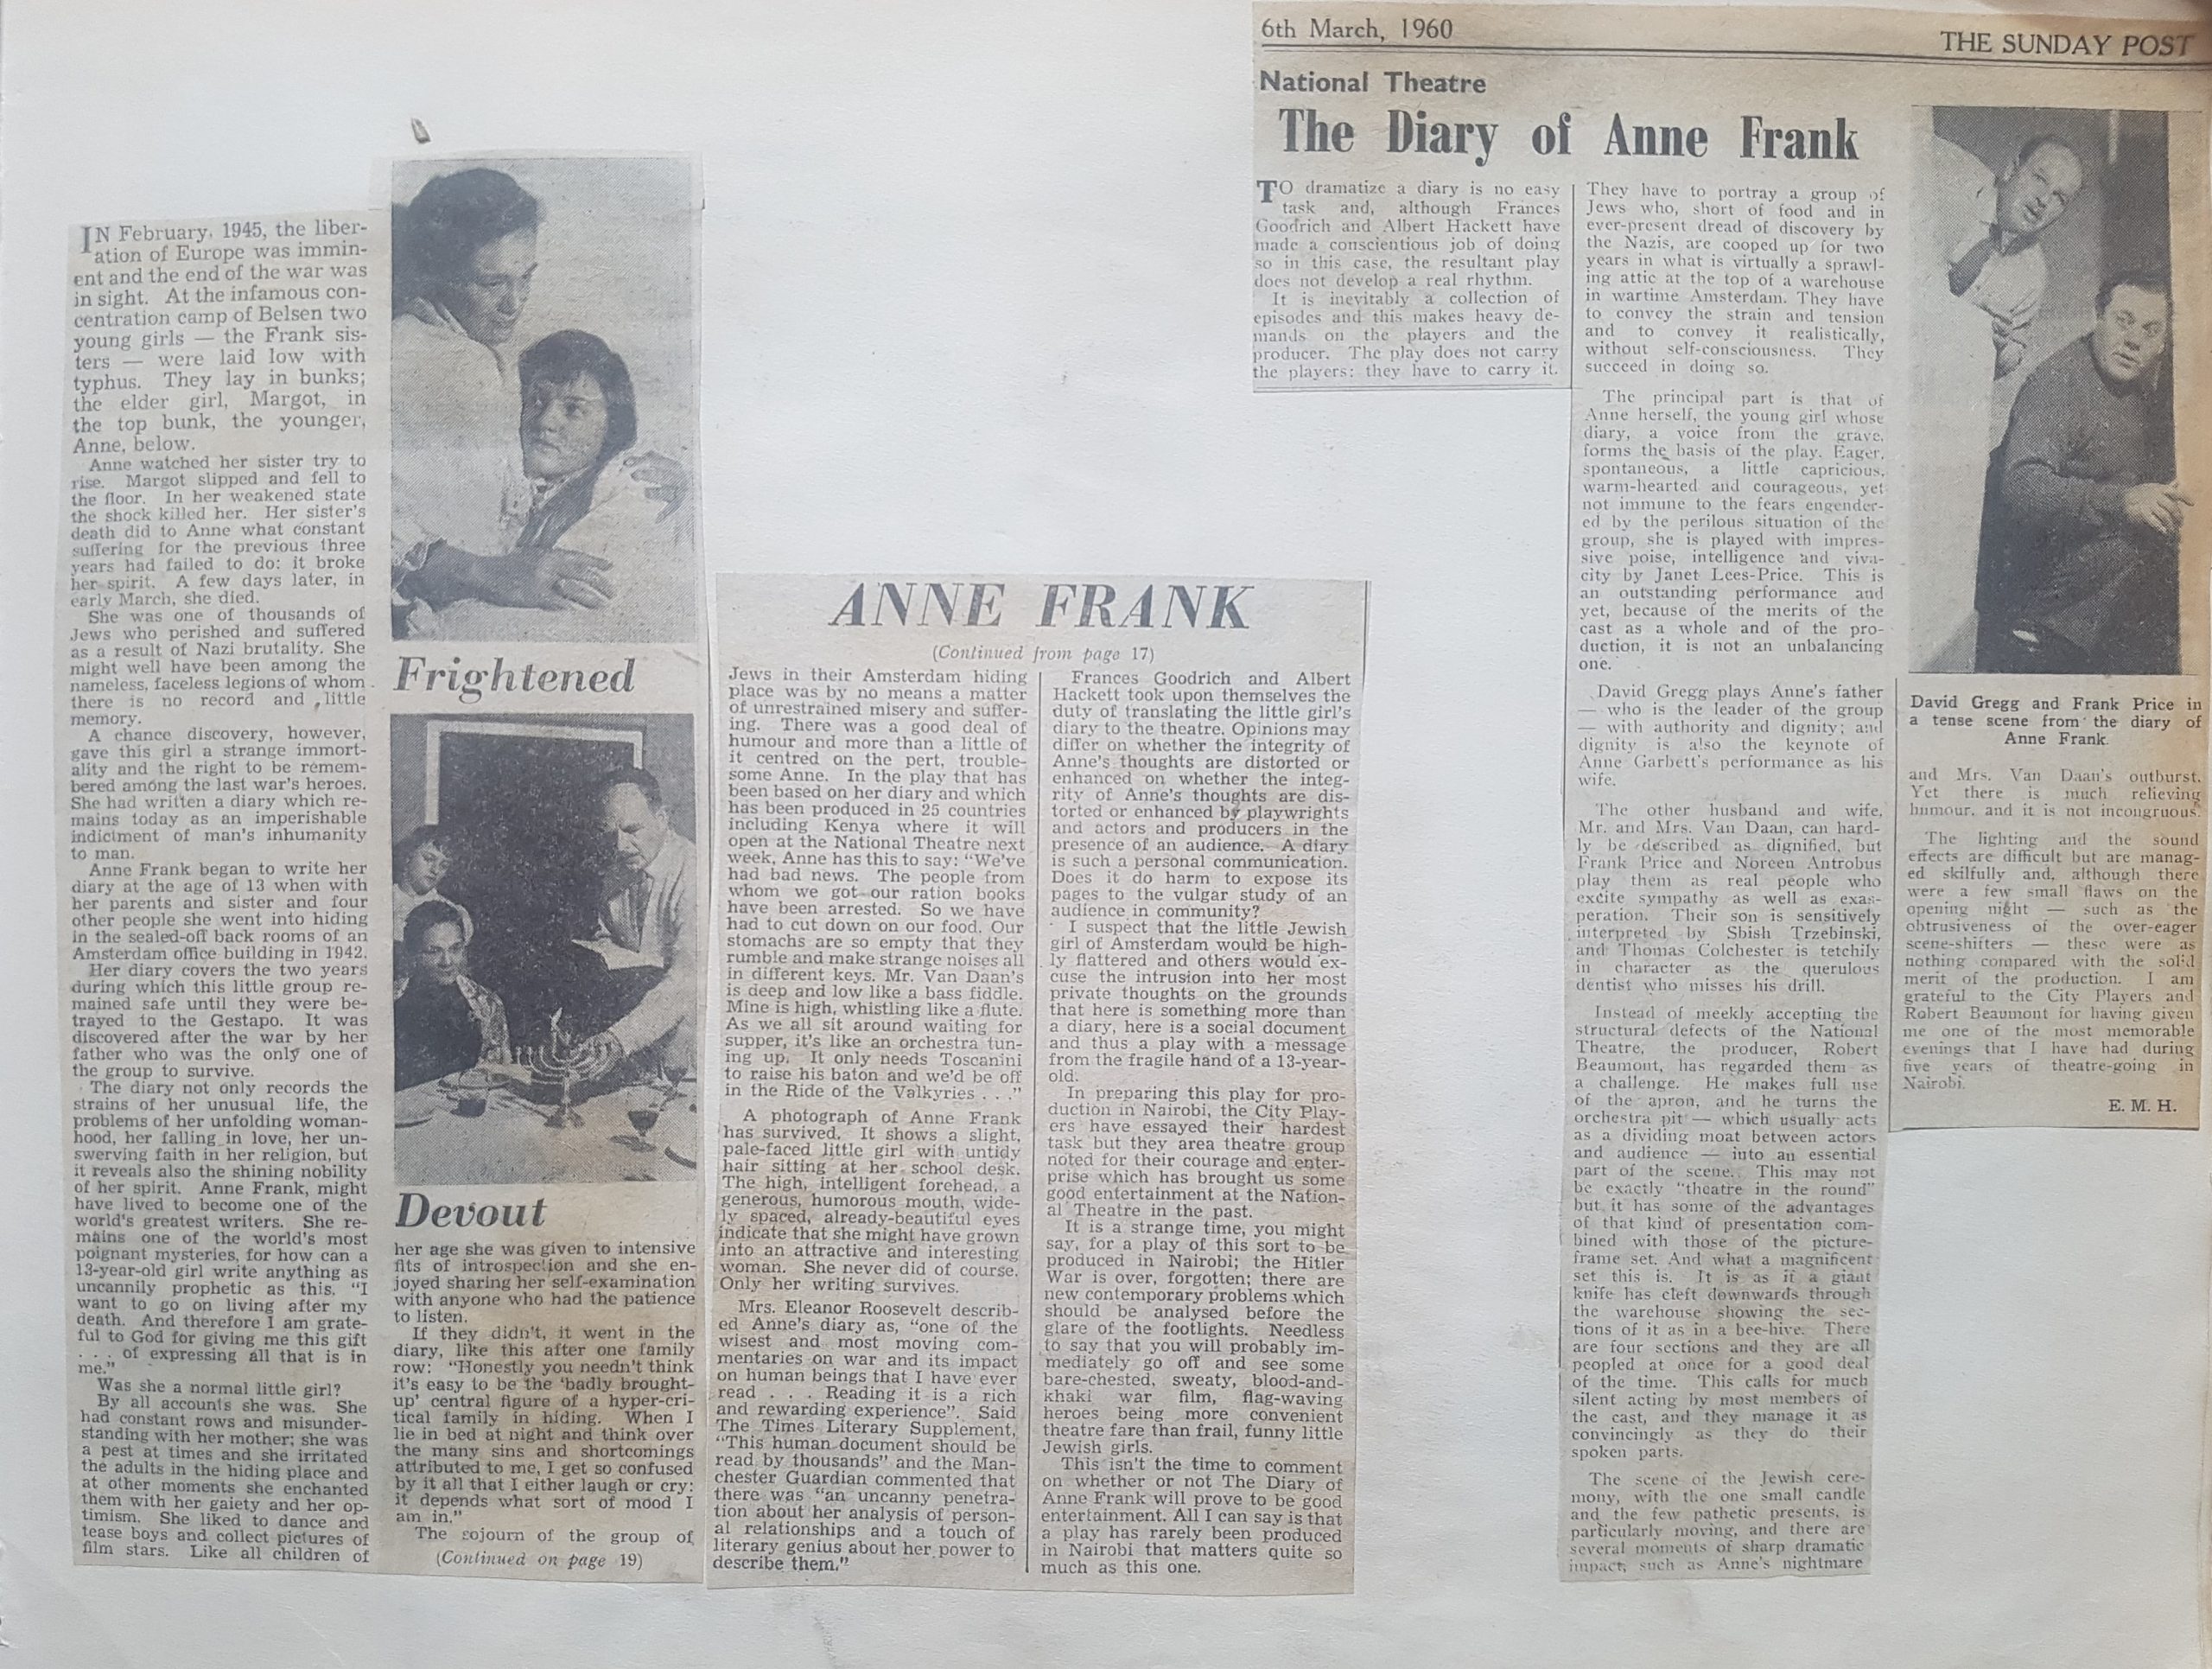 IN February, 1945, the liber-
ation of Europe was immin-
ent and the end of the war was
in sight. At the infamous con-
centration camp of Belsen two
young girls — the Frank sis-
ters — were laid low with
typhus. They lay in bunks;
the elder girl, Margot, in
the top bunk, the younger,
Anne, below.
Anne watched her sister try to
rise. Margot slipped and fell to
the floor. In her weakened state
the shock killed her. Her sister's
death did to Anne what constant
suffering for the previous three
years had failed to do: it broke
her spirit. A few days later, in
early March, she died.
She was one of thousands of
Jews who perished and suffered
as a result of Nazi brutality. She
might well have been among the
nameless, faceless legions of whom
there is no record and little
memory.
A chance discovery, however,
gave this girl a strange immort-
ality and the right to be remem-
bered among the last war's heroes.
She had written a diary which re-
mains today as an imperishable
indictment of man's inhumanity
to man.
Anne Frank began to write her
diary at the age of 13 when with
her parents and sister and four
other people she went into hiding
in the sealed-off back rooms of an
Amsterdam office building in 1942.
Her diary covers the two years
during which this little group re-
mained safe until they were be-
trayed to the Gestapo. It was
discovered after the war by her
father who was the only one of
the group to survive.
The diary not only records the
strains of her unusual life, the
problems of her unfolding woman-
hood, her falling in love, her un-
swerving faith in her religion, but
it reveals also the shining nobility
of her spirit. Anne Frank, might
have lived to become one of the
world's greatest writers. She re-
mains one of the world's most
poignant mysteries, for how can a
13-year-old girl write anything as
uncannily prophetic as this. "I
want to go on living after my
death. And therefore I am grate-
ful to God for giving me this gift
. . . of expressing all that is in
me."
Was she a normal little girl?
By all accounts she was. She
had constant rows and misunder-
standing with her mother; she was
a pest at times and she irritated
the adults in the hiding place and
at other moments she enchanted
them with her gaiety and her op-
timism. She liked to dance and
tease boys and collect pictures of
film stars. Like all children of
Frightened
Devout
her age she was given to intensive
fits of introspection and she en-
joyed sharing her self-examination
with anyone who had the patience
to listen.
If they didn't, it went in the
diary, like this after one family
row: "Honestly you needn't think
it's easy to be the 'badly brought-
up' central figure of a hyper-cri-
tical family in hiding. When I
lie in bed at night and think over
the many sins and shortcomings
attributed to me, I get so confused
by it all that I either laugh or cry:
it depends what sort of mood I
am in."
The sojourn of the group of
(Continued on page 19)
ANNE FRANK
(Continued from page 17)
Jews in their Amsterdam hiding
place was by no means a matter
of unrestrained misery and suffer-
ing. There was a good deal of
humour and more than a little of
it centred on the pert, trouble-
some Anne. In the play that has
been based on her diary and which
has been produced in 25 countries
including Kenya where it will
open at the National Theatre next
week, Anne has this to say: "We've
had bad news. The people from
whom we got our ration books
have been arrested. So we have
had to cut down on our food. Our
stomachs are so empty that they
rumble and make strange noises all
in different keys. Mr. Van Daan's
is deep and low like a bass fiddle.
Mine is high, whistling like a flute.
As we all sit around waiting for
supper, it's like an orchestra tun-
ing up. It only needs Toscanini
to raise his baton and we'd be off
in the Ride of the Valkyries . . ."
A photograph of Anne Frank
has survived. It shows a slight,
pale-faced little girl with untidy
hair sitting at her school desk.
The high, intelligent forehead, a
generous, humorous mouth, wide-
ly spaced, already-beautiful eyes
indicate that she might have grown
into an attractive and interesting
woman. She never did of course.
Only her writing survives.
Mrs. Eleanor Roosevelt describ-
ed Anne's diary as, "one of the
wisest and most moving com-
mentaries on war and its impact
on human beings that I have ever
read . . . Reading it is a rich
and rewarding experience". Said
The Times Literary Supplement,
"This human document should be
read by thousands" and the Man-
chester Guardian commented that
there was "an uncanny penetra-
tion about her analysis of person-
al relationships and a touch of
literary genius about her power to
describe them."
Frances Goodrich and Albert
Hackett took upon themselves the
duty of translating the little girl's
diary to the theatre. Opinions may
differ on whether the integrity of
Anne's thoughts are distorted or
enhanced on whether the integ-
rity of Anne's thoughts are dis-
torted or enhanced by playwrights
and actors and producers in the
presence of an audience. A diary
is such a personal communication.
Does it do harm to expose its
pages to the vulgar study of an
audience in community?
I suspect that the little Jewish
girl of Amsterdam would be high-
ly flattered and others would ex-
cuse the intrusion into her most
private thoughts on the grounds
that here is something more than
a diary, here is a social document
and thus a play with a message
from the fragile hand of a 13-year-
old.
In preparing this play for pro-
duction in Nairobi, the City Play-
ers have essayed their hardest
task but they area theatre group
noted for their courage and enter-
prise which has brought us some
good entertainment at the Nation-
al Theatre in the past.
It is a strange time, you might
say, for a play of this sort to be
produced in Nairobi; the Hitler
War is over, forgotten; there are
new contemporary problems which
should be analysed before the
glare of the footlights. Needless
to say that you will probably im-
mediately go off and see some
bare-chested, sweaty, blood-and-
khaki war film, flag-waving
heroes being more convenient
theatre fare than frail, funny little
Jewish girls.
This isn't the time to comment
on whether or not The Diary of
Anne Frank will prove to be good
entertainment. All I can say is that
a play has rarely been produced
in Nairobi that matters quite so
much as this one.
6th March, 1960
THE SUNDAY POST
National Theatre
The Diary of Anne Frank
TO dramatize a diary is no easy
task and, although Frances
Goodrich and Albert Hackett have
made a conscientious job of doing
so in this case, the resultant play
does not develop a real rhythm.
It is inevitably a collection of
episodes and this makes heavy de-
mands on the players and the
producer. The play does not carry
the players: they have to carry it.
They have to portray a group of
Jews who, short of food and in
ever-present dread of discovery by
the Nazis, are cooped up for two
years in what is virtually a sprawl-
ing attic at the top of a warehouse
in wartime Amsterdam. They have
to convey the strain and tension
and to convey it realistically,
without self-consciousness. They
succeed in doing so.
The principal part is that of
Anne herself, the young girl whose
diary, a voice from the grave,
forms the basis of the play. Eager,
spontaneous, a little capricious,
warm-hearted and courageous, yet
not immune to the fears engender-
ed by the perilous situation of the
group, she is played with impres-
sive poise, intelligence and viva-
city by Janet Lees-Price. This is
an outstanding performance and
yet, because of the merits of the
cast as a whole and of the pro-
duction, it is not an unbalancing
one.
David Gregg plays Anne's father
— who is the leader of the group
— with authority and dignity; and
dignity is also the keynote of
Anne Garbett's performance as his
wife.
The other husband and wife,
Mr. and Mrs. Van Daan, can hard-
ly be described as dignified, but
Frank Price and Noreen Antrobus
play them as real people who
excite sympathy as well as exas-
peration. Their son is sensitively
interpreted by Sbish Trzebinski,
and Thomas Colchester is tetchily
in character as the querulous
dentist who misses his drill.
Instead of meekly accepting the
structural defects of the National
Theatre, the producer, Robert
Beaumont, has regarded them as
a challenge. He makes full use
of the apron, and he turns the
orchestra pit — which usually acts
as a dividing moat between actors
and audience — into an essential
part of the scene. This may not
be exactly "theatre in the round"
but it has some of the advantages
of that kind of presentation com-
bined with those of the picture-
frame set. And what a magnificent
set this is. It is as if a giant
knife has cleft downwards through
the warehouse showing the sec-
tions of it as in a bee-hive. There
are four sections and they are all
peopled at once for a good deal
of the time. This calls for much
silent acting by most members of
the cast, and they manage it as
convincingly as they do their
spoken parts.
The scene of the Jewish cere-
mony, with the one small candle
and the few pathetic presents, is
particularly moving, and there are
several moments of sharp dramatic
impact, such as Anne's nightmare
David Gregg and Frank Price in
a tense scene from the diary of
Anne Frank.
and Mrs. Van Daan's outburst.
Yet there is much relieving
humour, and it is not incongruous.
The lighting and the sound
effects are difficult but are manag-
ed skilfully and, although there
were a few small flaws on the
opening night — such as the
obtrusiveness of the over-eager
scene-shifters — these were as
nothing compared with the solid
merit of the production. I am
grateful to the City Players and
Robert Beaumont for having given
me one of the most memorable
evenings that I have had during
five years of theatre-going in
Nairobi.
E. M. H.